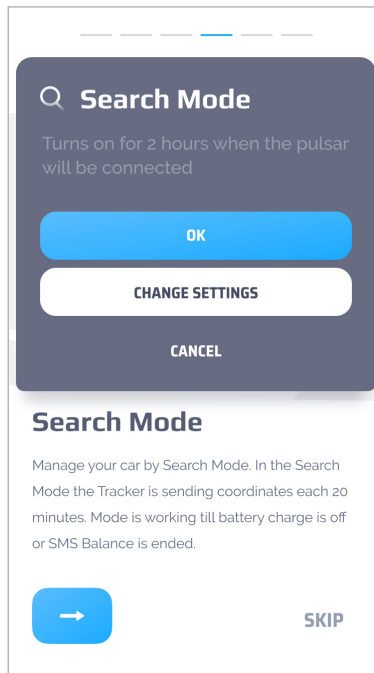 Search Mode
Turns on for 2 hours when the pulsar
will be connected
OK
CHANGE SETTINGS
CANCEL
Search Mode
Manage your car by Search Mode. In the Search
Mode the Tracker is sending coordinates each 20
minutes. Mode is working till battery charge is off
or SMS Balance is ended.
SKIP